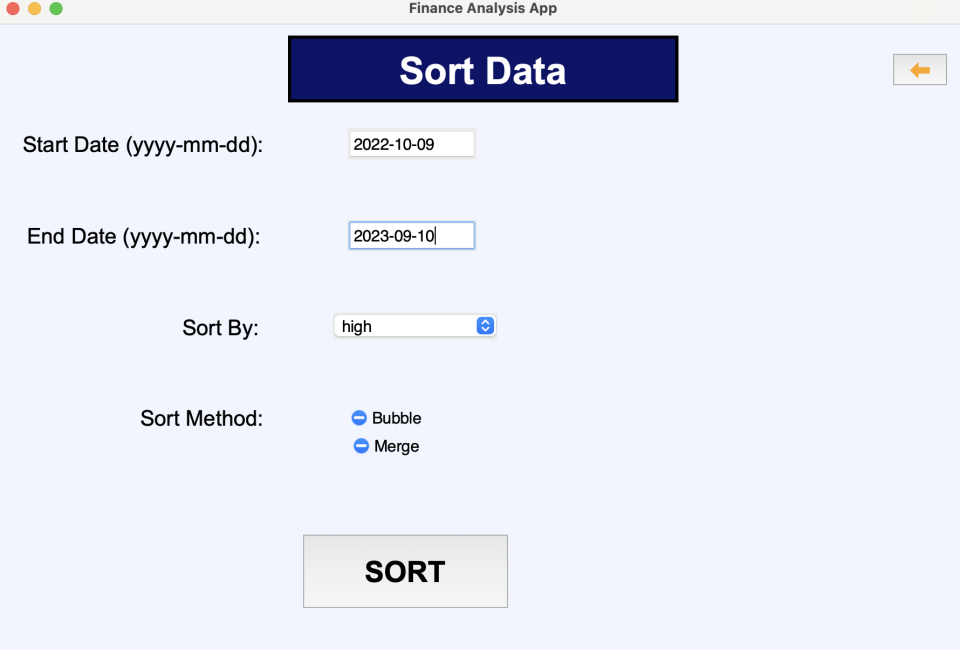 Finance Analysis App
Sort Data
Start Date (yyyy-mm-dd): 2022-10-09
End Date (yyyy-mm-dd): 2023-09-10
Sort By: high
Sort Method: Bubble
Merge
SORT